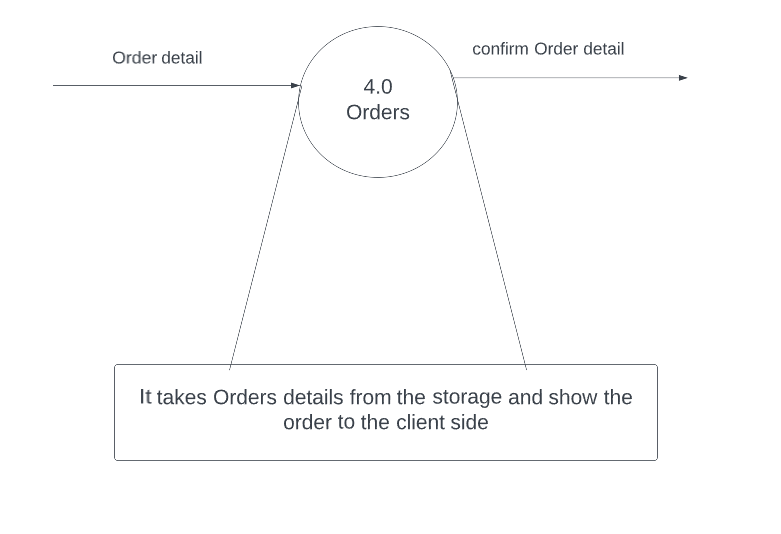 Order detail
confirm Order detail
4.0
Orders
It takes Orders details from the storage and show the
order to the client side